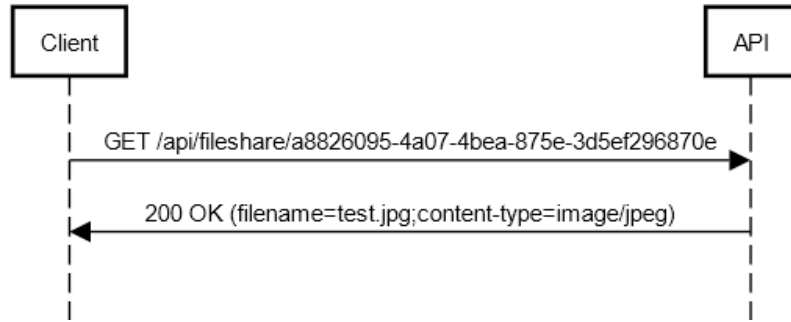 Client
API
GET /api/fileshare/a8826095-4a07-4bea-875e-3d5ef296870e
200 OK (filename=test.jpg;content-type=image/jpeg)